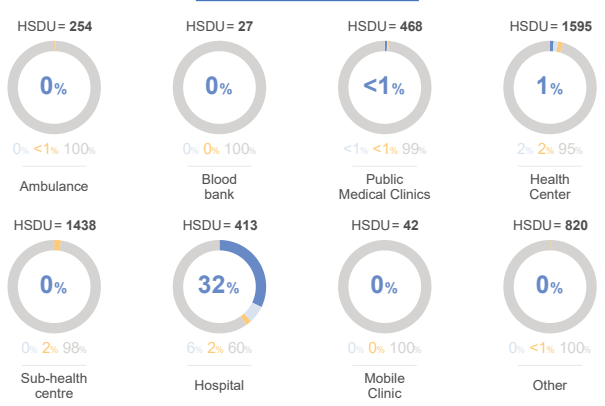 HSDU= 254 HSDU= 27 HSDU= 468 HSDU= 1595
0% 0% <1% 1%
0% <1% 100% 0% 0% 100% <1% <1% 99% 2% 2% 95%
Ambulance Blood Public Health
bank Medical Clinics Center
HSDU= 1438 HSDU= 413 HSDU= 42 HSDU= 820
0% 32% 0% 0%
0% 2% 98% 6% 2% 60% 0% 0% 100% 0% <1% 100%
Sub-health Hospital Mobile Other
centre Clinic